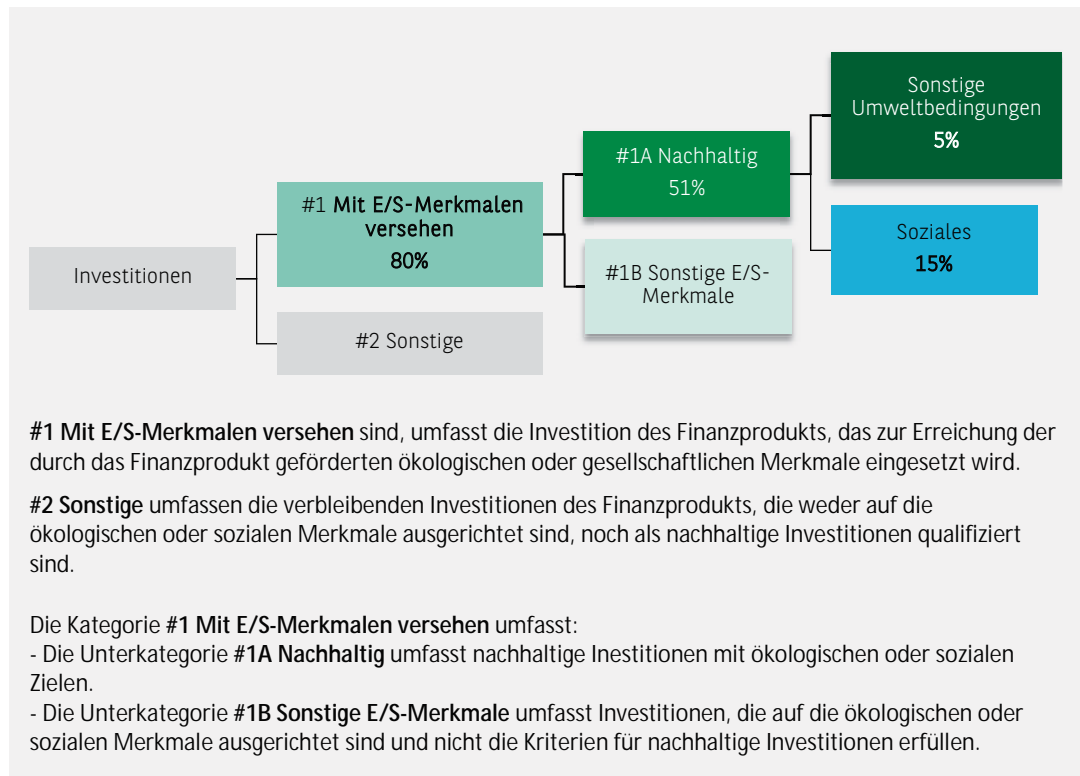 Sonstige
Umweltbedingungen
5%
#1A Nachhaltig
51%
#1 Mit E/S-Merkmalen
versehen
80%
Soziales
15%
Investitionen
#1B Sonstige E/S-
Merkmale
#2 Sonstige
#1 Mit E/S-Merkmalen versehen sind, umfasst die Investition des Finanzprodukts, das zur Erreichung der
durch das Finanzprodukt geförderten ökologischen oder gesellschaftlichen Merkmale eingesetzt wird.
#2 Sonstige umfassen die verbleibenden Investitionen des Finanzprodukts, die weder auf die
ökologischen oder sozialen Merkmale ausgerichtet sind, noch als nachhaltige Investitionen qualifiziert
sind.
Die Kategorie #1 Mit E/S-Merkmalen versehen umfasst:
- Die Unterkategorie #1A Nachhaltig umfasst nachhaltige Inestitionen mit ökologischen oder sozialen
Zielen.
- Die Unterkategorie #1B Sonstige E/S-Merkmale umfasst Investitionen, die auf die ökologischen oder
sozialen Merkmale ausgerichtet sind und nicht die Kriterien für nachhaltige Investitionen erfüllen.